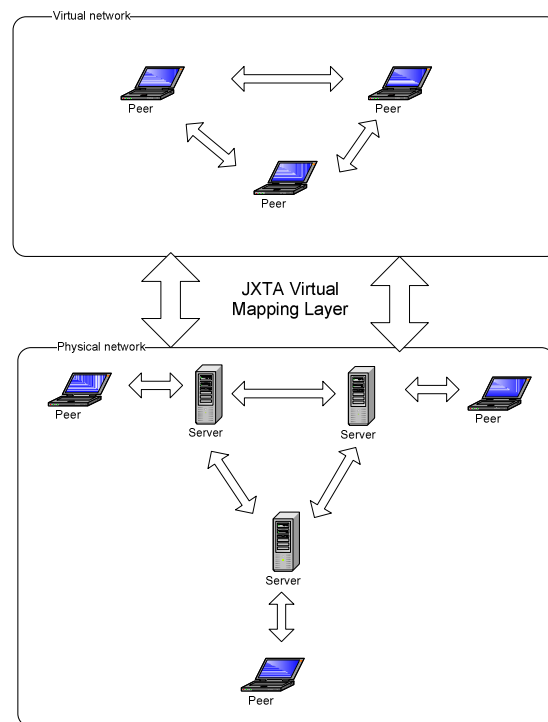 Virtual network
Peer
Peer
Peer
JXTA Virtual
Mapping Layer
Physical network
Peer
Server
Server
Peer
Server
Peer